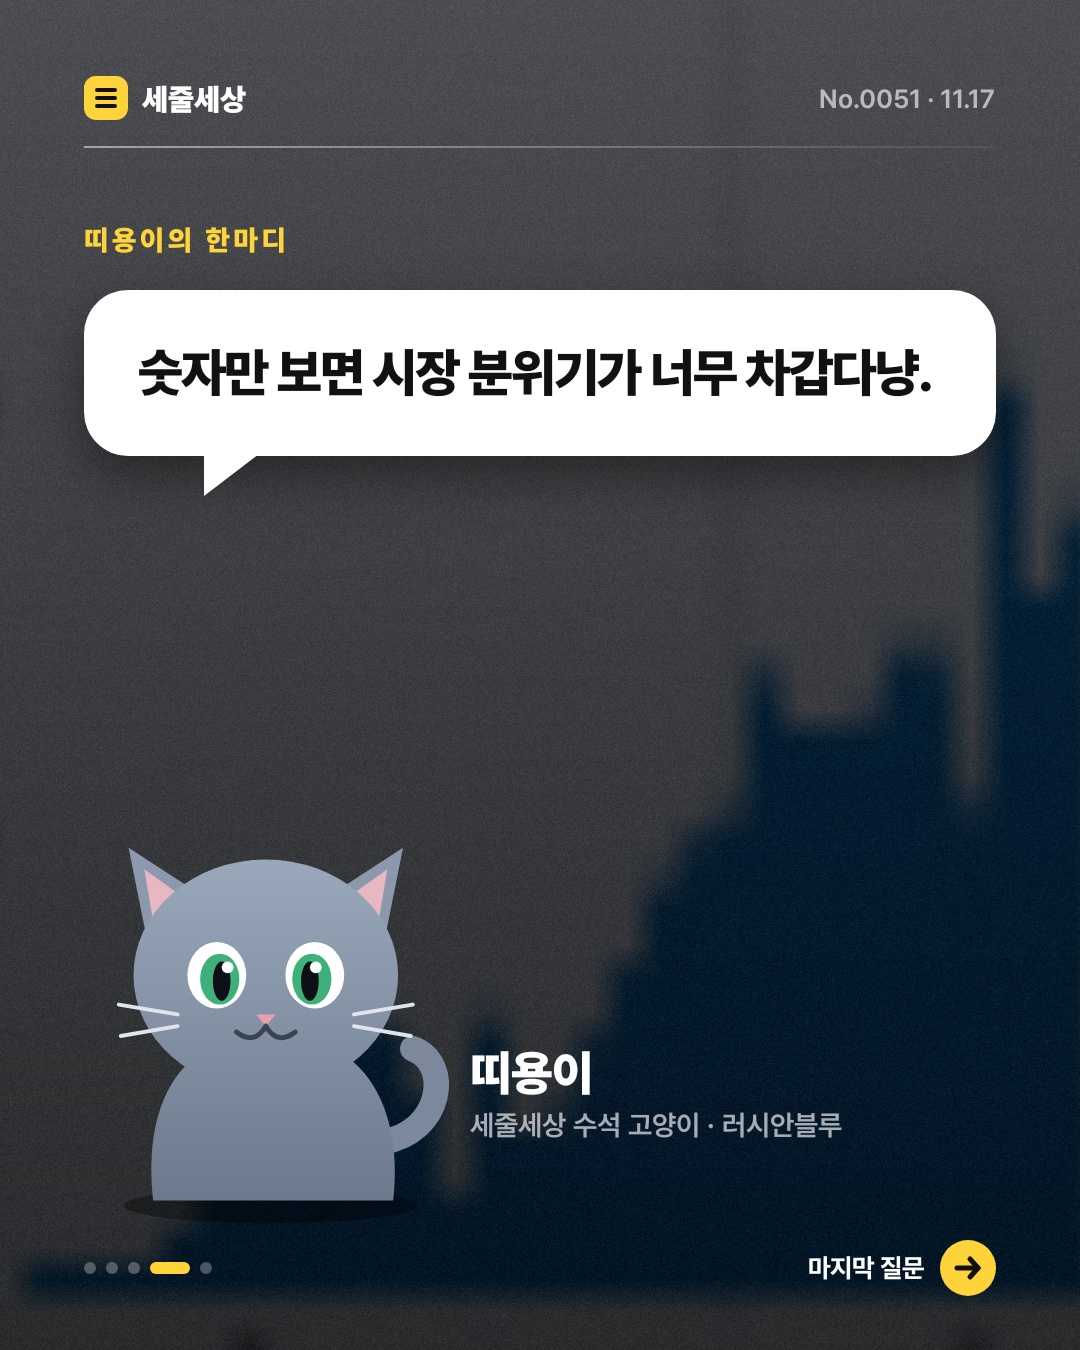 세줄세상
No.0051 · 11.17
띠용이의 한마디
숫자만 보면 시장 분위기가 너무 차갑다냥.
띠용이
세줄세상 수석 고양이 · 러시안블루
마지막 질문